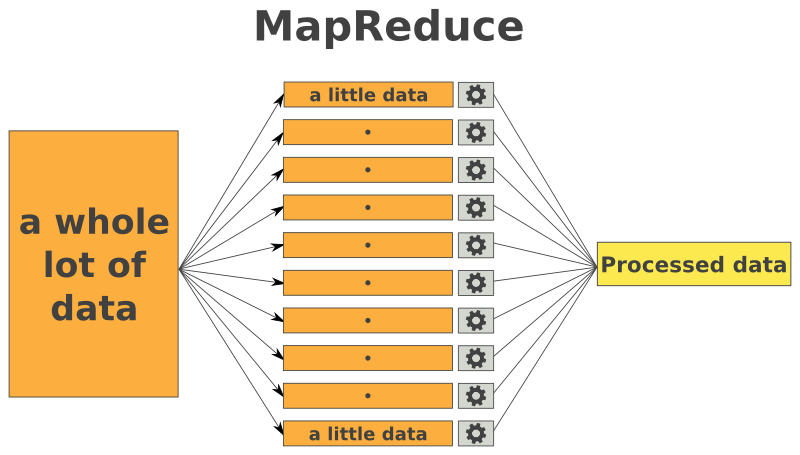 MapReduce
a whole
lot of
data
a little data
•
•
•
•
•
•
•
•
a little data
Processed data